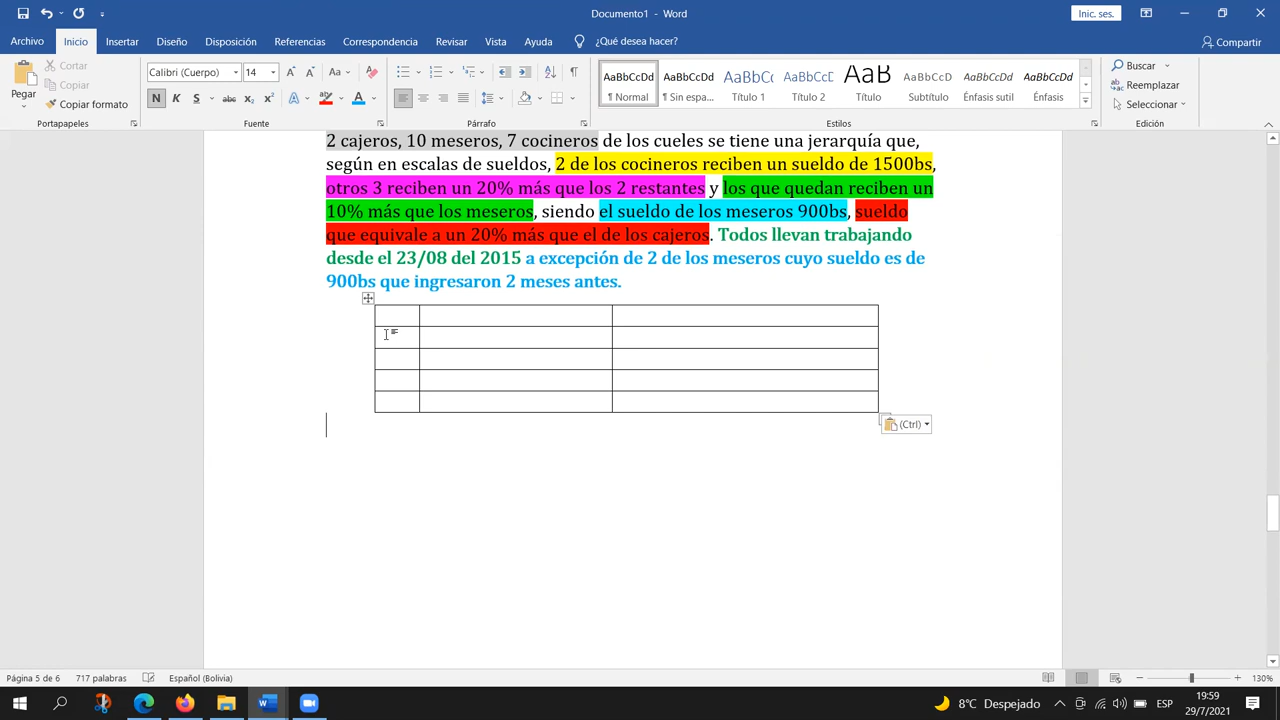 Documento1 - Word
Inic. ses.
Archivo Inicio Insertar Diseño Disposición Referencias Correspondencia Revisar Vista Ayuda ¿Qué desea hacer? Compartir
Pegar
Cortar
Copiar
Copiar formato
Calibri (Cuerpo) 14
Aa
N K S abc x₂ x²
A A
AaBbCcDd AaBbCcDd AaBbCc AaBbCcD AaB AaBbCcD AaBbCcDd AaBbCcDd
¶ Normal ¶ Sin espa... Título 1 Título 2 Título Subtítulo Énfasis sutil Énfasis
Buscar
Reemplazar
Seleccionar
Portapapeles Fuente Párrafo Estilos Edición
2 cajeros, 10 meseros, 7 cocineros de los cueles se tiene una jerarquía que,
según en escalas de sueldos, 2 de los cocineros reciben un sueldo de 1500bs,
otros 3 reciben un 20% más que los 2 restantes y los que quedan reciben un
10% más que los meseros, siendo el sueldo de los meseros 900bs, sueldo
que equivale a un 20% más que el de los cajeros. Todos llevan trabajando
desde el 23/08 del 2015 a excepción de 2 de los meseros cuyo sueldo es de
900bs que ingresaron 2 meses antes.
(Ctrl)
Página 5 de 6 717 palabras Español (Bolivia) 130%
8°C Despejado ESP
19:59
29/7/2021